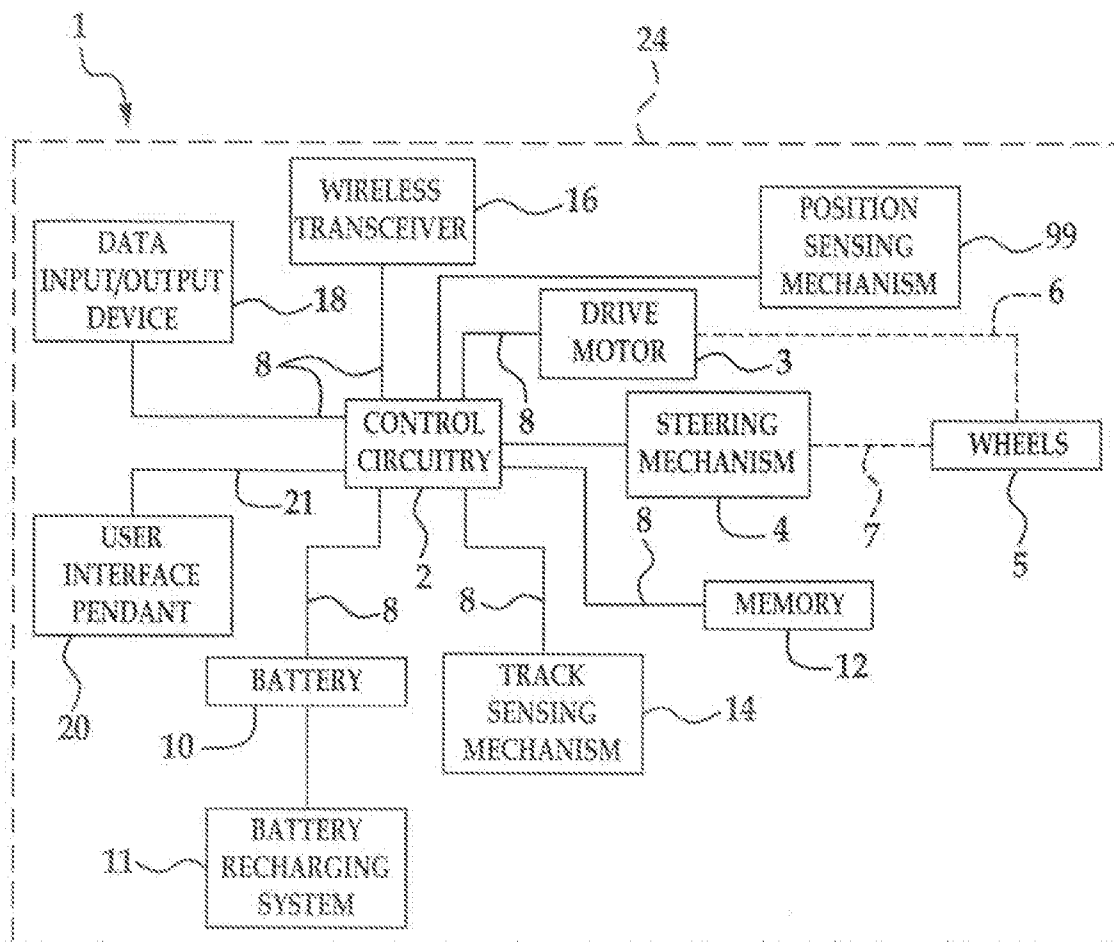 1
24
WIRELESS
TRANSCEIVER
16
POSITION
SENSING
MECHANISM
99
DATA
INPUT/OUTPUT
DEVICE
18
DRIVE
MOTOR
3
6
8
8
CONTROL
CIRCUITRY
2
STEERING
MECHANISM
4
7
WHEELS
5
21
USER
INTERFACE
PENDANT
20
8
8
8
MEMORY
12
BATTERY
10
TRACK
SENSING
MECHANISM
14
BATTERY
RECHARGING
SYSTEM
11